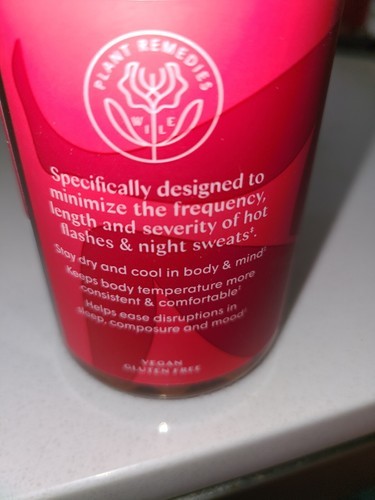 PLANT REMEDIES
WILE
Specifically designed to
minimize the frequency,
length and severity of hot
flashes & night sweats‡.
Stay dry and cool in body & mind‡
Keeps body temperature more
consistent & comfortable‡
Helps ease disruptions in
sleep, composure and mood‡
VEGAN
GLUTEN FREE